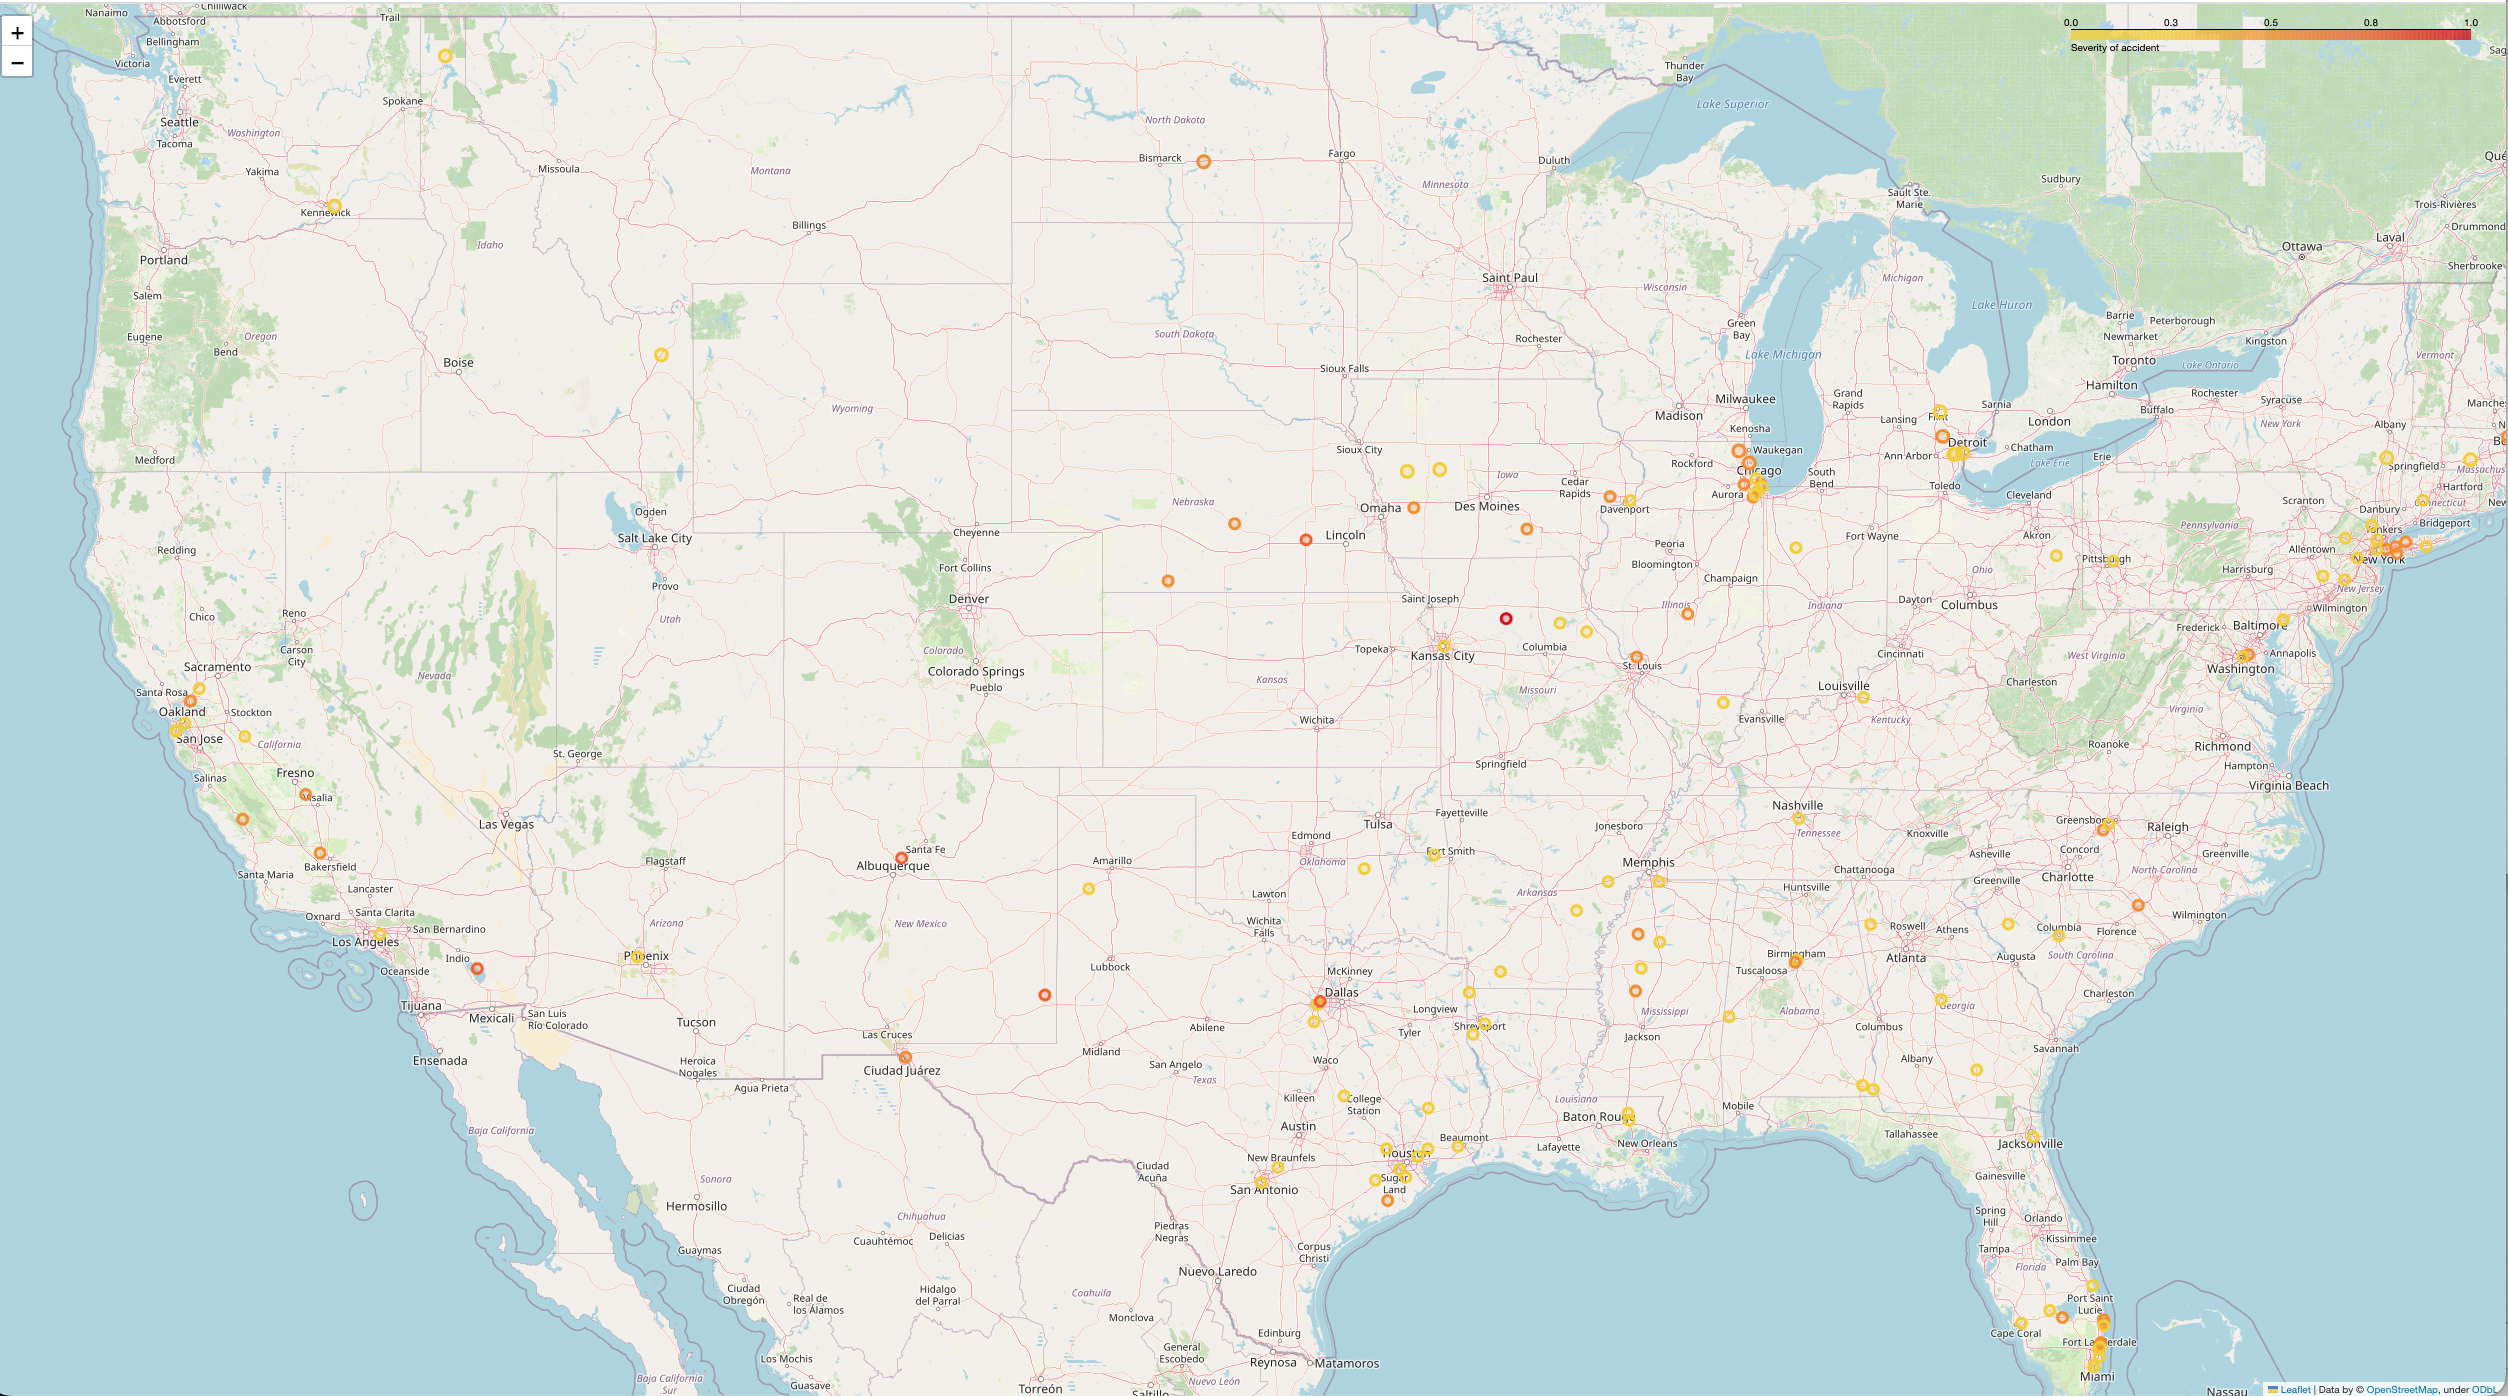 +
−
0.0 0.3 0.5 0.8 1.0
Severity of accident
Nanaimo
Chilliwack
Abbotsford
Trail
Bellingham
Victoria
Everett
Spokane
Seattle
Washington
Tacoma
Yakima
Kennewick
Missoula
Montana
Billings
Idaho
Portland
Salem
Eugene
Oregon
Bend
Boise
Medford
Wyoming
North Dakota
Bismarck
Fargo
Duluth
Minnesota
Thunder
Bay
Lake Superior
Saint Paul
Wisconsin
South Dakota
Rochester
Sioux Falls
Green
Bay
Lake Michigan
Sault Ste.
Marie
Sudbury
Michigan
Lake Huron
Ottawa
Laval
Trois-Rivières
Drummond
Sherbrooke
Qué
Sag
Barrie
Peterborough
Newmarket
Kingston
Toronto
Lake Ontario
Hamilton
Vermont
Rochester
Syracuse
Buffalo
New York
Albany
Manche
Milwaukee
Madison
Kenosha
Grand
Rapids
Lansing
Flint
Sarnia
London
Detroit
Chatham
Ann Arbor
Lake Erie
Erie
Waukegan
Rockford
Chicago
Aurora
South
Bend
Toledo
Cleveland
Scranton
Springfield
Massachus
Hartford
Connecticut
New
Danbury
Bridgeport
Yonkers
Sioux City
Iowa
Cedar
Rapids
Davenport
Des Moines
Omaha
Nebraska
Lincoln
Ogden
Salt Lake City
Provo
Cheyenne
Fort Collins
Denver
Colorado
Colorado Springs
Pueblo
Utah
Redding
Chico
Reno
Carson
City
Sacramento
Nevada
Santa Rosa
Oakland
Stockton
San Jose
California
Salinas
Fresno
Visalia
St. George
Las Vegas
Bakersfield
Santa Maria
Lancaster
Oxnard
Santa Clarita
San Bernardino
Los Angeles
Indio
Oceanside
Tijuana
Mexicali
San Luis
Río Colorado
Ensenada
Flagstaff
Arizona
Phoenix
Tucson
Heroica
Nogales
Agua Prieta
Santa Fe
Albuquerque
New Mexico
Las Cruces
Ciudad Juárez
Amarillo
Lubbock
Midland
Abilene
San Angelo
Texas
Peoria
Bloomington
Champaign
Illinois
Fort Wayne
Akron
Pittsburgh
Pennsylvania
Allentown
New York
Harrisburg
New Jersey
Ohio
Indiana
Dayton
Columbus
Wilmington
Frederick
Baltimore
Annapolis
Washington
West Virginia
Cincinnati
Charleston
Saint Joseph
Topeka
Kansas City
Columbia
St. Louis
Kansas
Missouri
Wichita
Springfield
Louisville
Evansville
Kentucky
Virginia
Roanoke
Richmond
Hampton
Virginia Beach
Tulsa
Fayetteville
Edmond
Oklahoma
Fort Smith
Jonesboro
Memphis
Nashville
Tennessee
Knoxville
Greensboro
Raleigh
Asheville
Concord
Greenville
Charlotte
North Carolina
Chattanooga
Huntsville
Greenville
Wilmington
Lawton
Wichita
Falls
Arkansas
Birmingham
Tuscaloosa
Roswell
Athens
Atlanta
Columbia
Florence
South Carolina
Augusta
Charleston
McKinney
Dallas
Longview
Tyler
Shreveport
Mississippi
Jackson
Alabama
Georgia
Columbus
Albany
Savannah
Waco
Killeen
College
Station
Austin
Louisiana
Baton Rouge
Mobile
Tallahassee
Jacksonville
Beaumont
Lafayette
New Orleans
Houston
New Braunfels
San Antonio
Sugar
Land
Gainesville
Spring
Hill
Orlando
Kissimmee
Tampa
Florida
Palm Bay
Port Saint
Lucie
Cape Coral
Fort Lauderdale
Miami
Nassau
Baja California
Sonora
Hermosillo
Chihuahua
Cuauhtémoc
Delicias
Guaymas
Ciudad
Obregón
Real de
los Álamos
Hidalgo
del Parral
Los Mochis
Guasave
Baja California
Sur
Ciudad
Acuña
Piedras
Negras
Corpus
Christi
Nuevo Laredo
Coahuila
Monclova
Edinburg
General
Escobedo
Reynosa
Matamoros
Torreón
Nuevo León
Saltillo
Leaflet | Data by © OpenStreetMap, under ODbL